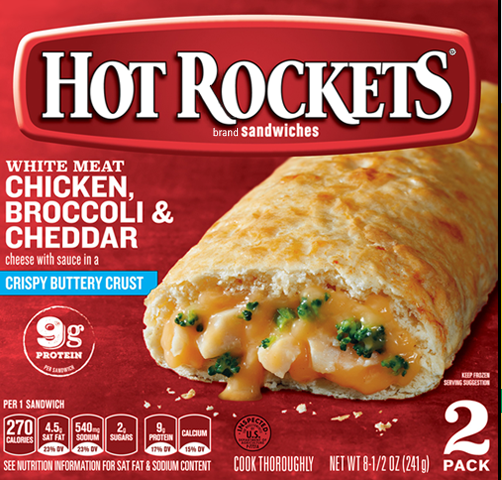 HOT ROCKETS®
brand sandwiches
WHITE MEAT
CHICKEN,
BROCCOLI &
CHEDDAR
cheese with sauce in a
CRISPY BUTTERY CRUST
9g
PROTEIN
PER SANDWICH
KEEP FROZEN
SERVING SUGGESTION
PER 1 SANDWICH
270 CALORIES
4.5g SAT FAT 23% DV
540mg SODIUM 23% DV
2g SUGARS
9g PROTEIN 17% DV
CALCIUM 15% DV
SEE NUTRITION INFORMATION FOR SAT FAT & SODIUM CONTENT
INSPECTED
U.S.
COOK THOROUGHLY
NET WT 8-1/2 OZ (241g)
2
PACK